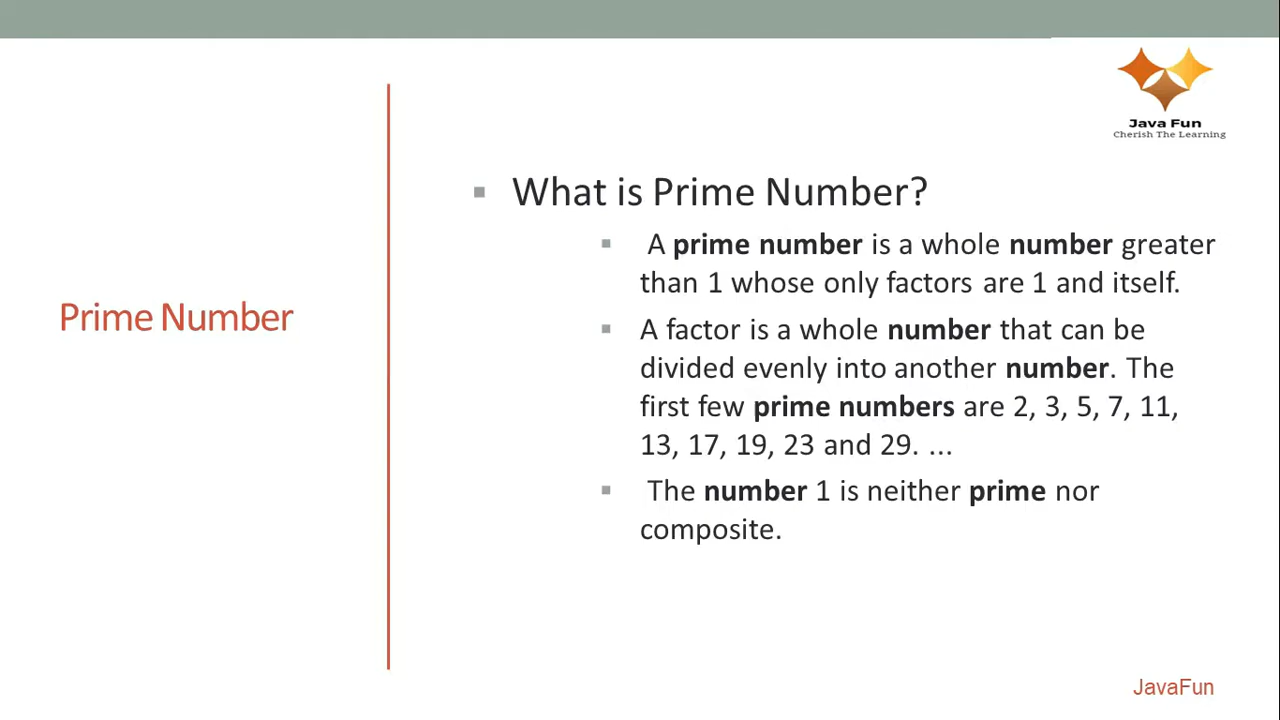 Java Fun
Cherish The Learning
Prime Number
▪ What is Prime Number?
▪ A prime number is a whole number greater
than 1 whose only factors are 1 and itself.
▪ A factor is a whole number that can be
divided evenly into another number. The
first few prime numbers are 2, 3, 5, 7, 11,
13, 17, 19, 23 and 29. ...
▪ The number 1 is neither prime nor
composite.
JavaFun